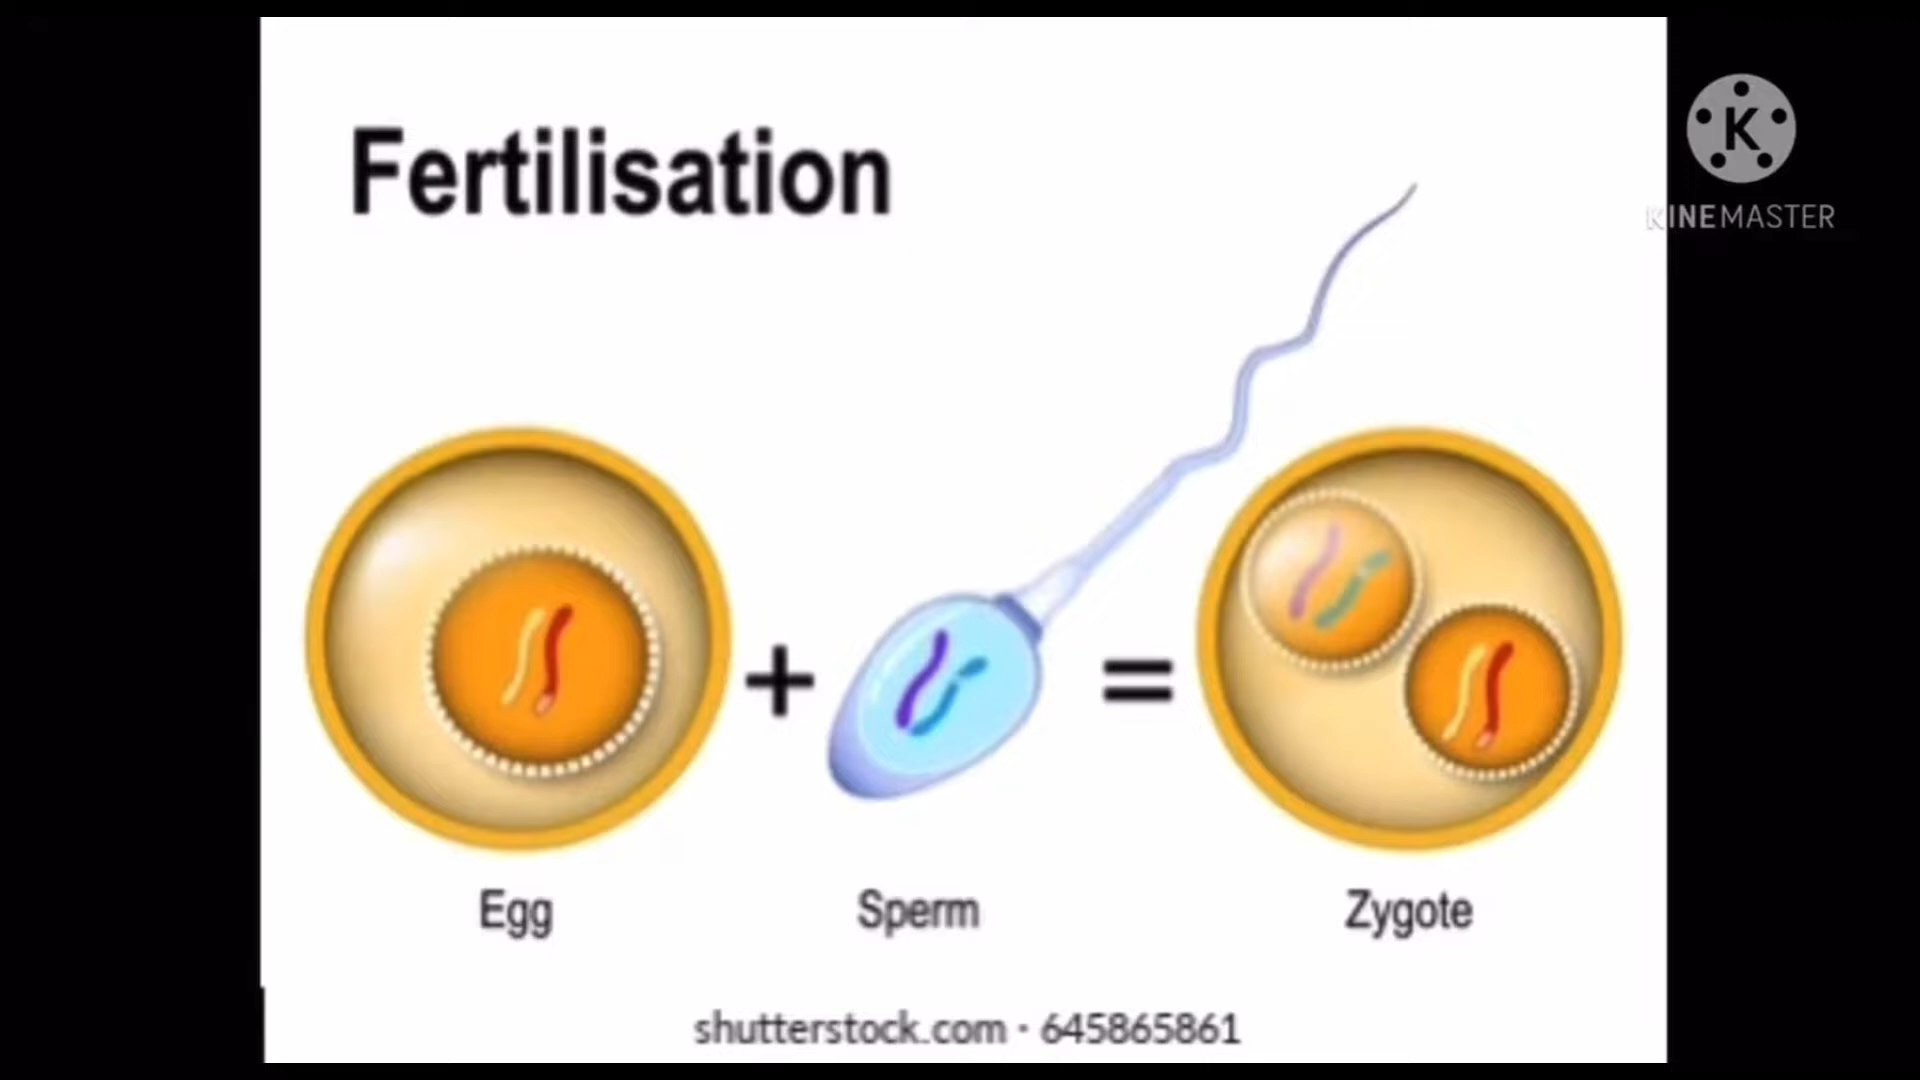 Fertilisation
K
KINEMASTER
+
=
Egg
Sperm
Zygote
shutterstock.com · 645865861